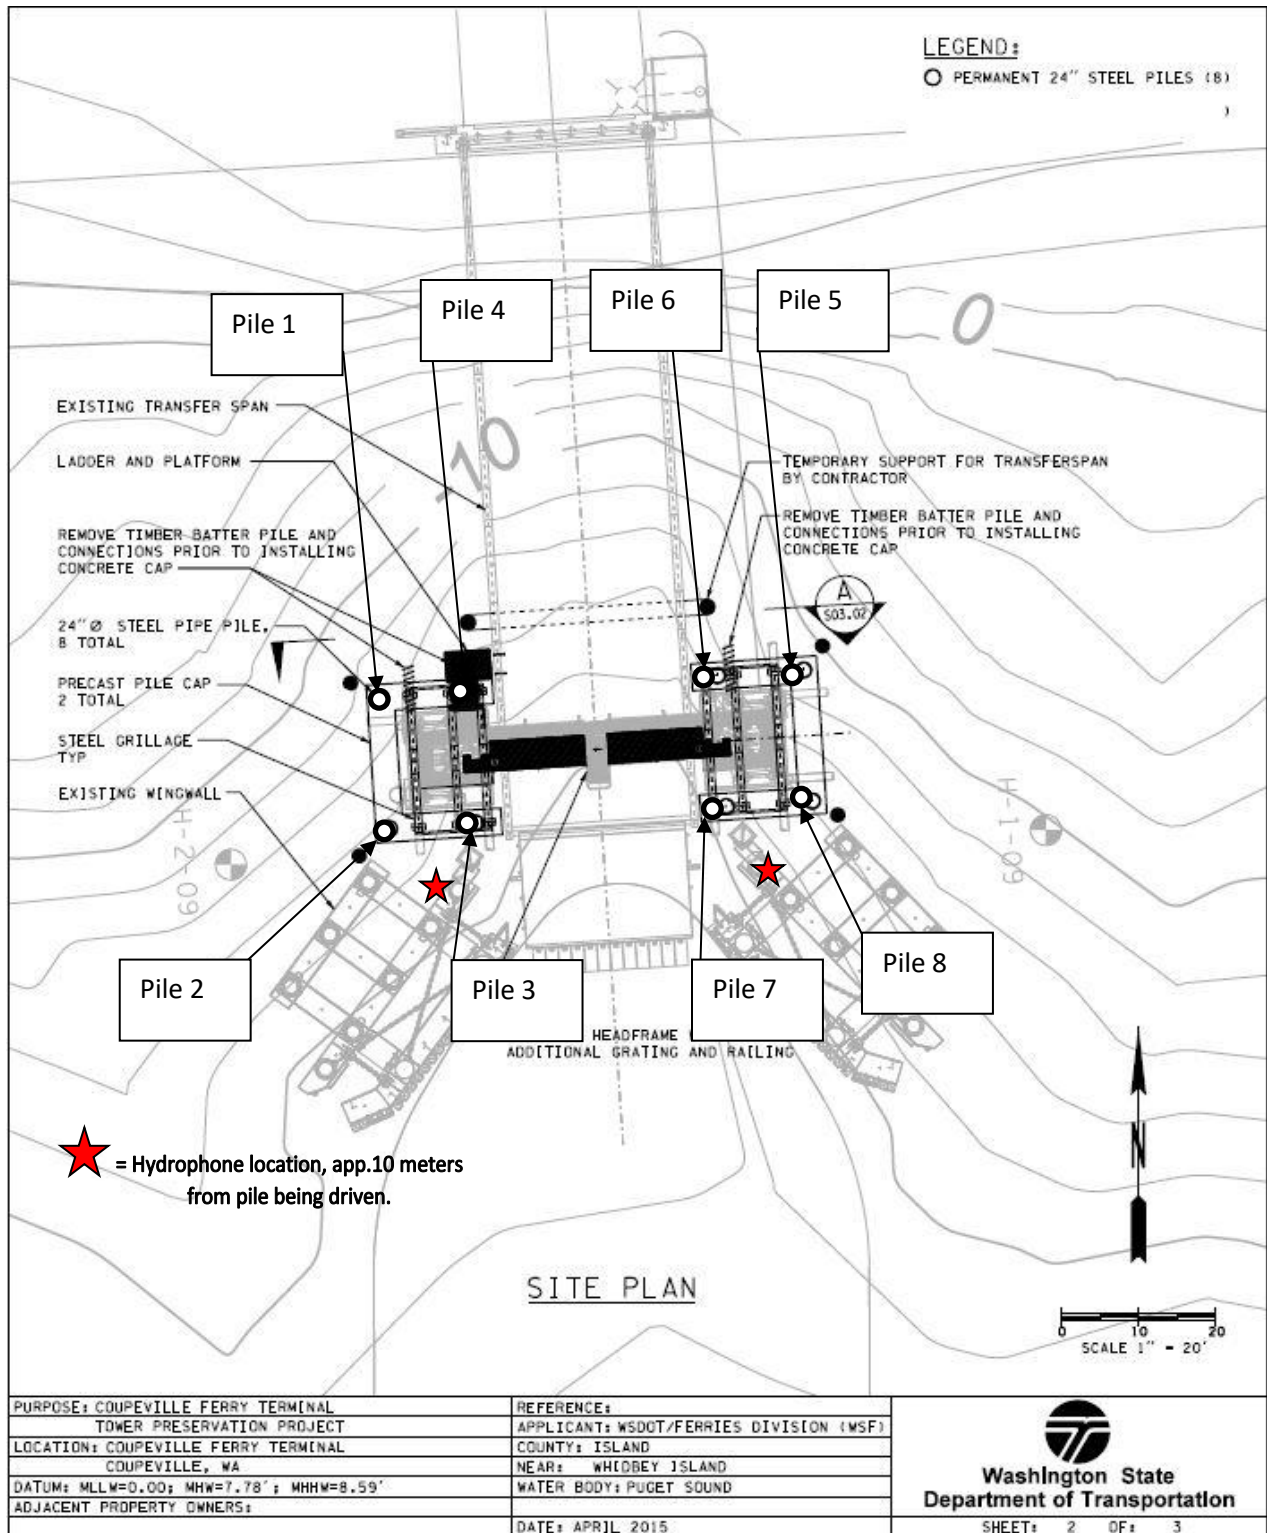 LEGEND:
PERMANENT 24" STEEL PILES (8)
)
0
Pile 1
Pile 4
Pile 6
Pile 5
EXISTING TRANSFER SPAN
-10
LADDER AND PLATFORM
TEMPORARY SUPPORT FOR TRANSFERSPAN
BY CONTRACTOR
REMOVE TIMBER BATTER PILE AND
CONNECTIONS PRIOR TO INSTALLING
CONCRETE CAP
REMOVE TIMBER BATTER PILE AND
CONNECTIONS PRIOR TO INSTALLING
CONCRETE CAP
A
S03.02
24"Ø STEEL PIPE PILE,
8 TOTAL
PRECAST PILE CAP
2 TOTAL
STEEL GRILLAGE
TYP
EXISTING WINGWALL
H-2-09
H-1-09
Pile 2
Pile 3
Pile 7
Pile 8
HEADFRAME
ADDITIONAL GRATING AND RAILING
= Hydrophone location, app.10 meters
from pile being driven.
N
SITE PLAN
0 10 20
SCALE 1" = 20'
PURPOSE: COUPEVILLE FERRY TERMINAL
TOWER PRESERVATION PROJECT
LOCATION: COUPEVILLE FERRY TERMINAL
COUPEVILLE, WA
DATUM: MLLW=0.00; MHW=7.78'; MHHW=8.59'
ADJACENT PROPERTY OWNERS:
REFERENCE:
APPLICANT: WSDOT/FERRIES DIVISION (WSF)
COUNTY: ISLAND
NEAR: WHIDBEY ISLAND
WATER BODY: PUGET SOUND
DATE: APRIL 2015
Washington State
Department of Transportation
SHEET: 2 OF: 3